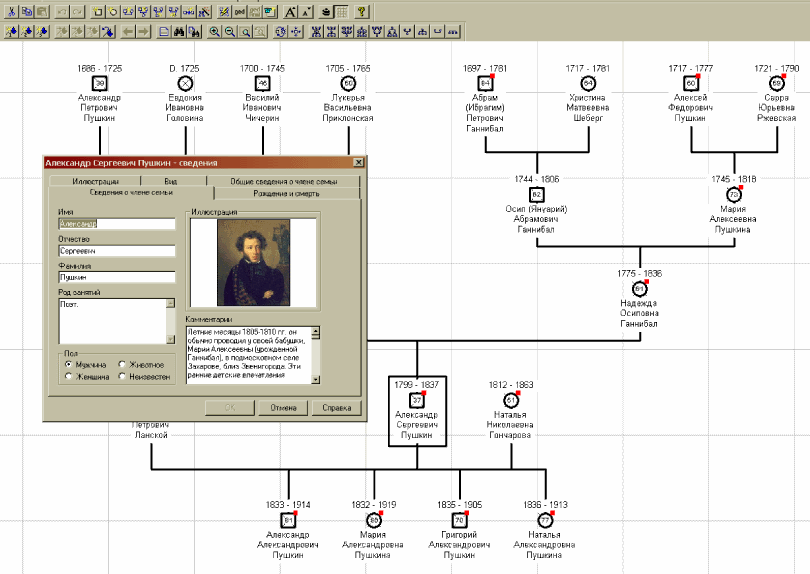 1686 - 1725
Александр
Петрович
Пушкин
D. 1725
Евдокия
Ивановна
Головина
1700 - 1745
Василий
Иванович
Чичерин
1705 - 1765
Лукерья
Васильевна
Приклонская
1697 - 1781
Абрам
(Ибрагим)
Петрович
Ганнибал
1717 - 1781
Христина
Матвеевна
Шеберг
1717 - 1777
Алексей
Федорович
Пушкин
1721 - 1790
Сарра
Юрьевна
Ржевская
1744 - 1806
62
Осип (Януарий)
Абрамович
Ганнибал
1745 - 1818
73
Мария
Алексеевна
Пушкина
1775 - 1836
61
Надежда
Осиповна
Ганнибал
Александр Сергеевич Пушкин - сведения
Иллюстрации
Вид
Общие сведения о члене семьи
Сведения о члене семьи
Рождение и смерть
Имя
Александр
Отчество
Сергеевич
Фамилия
Пушкин
Род занятий
Поэт.
Пол
Мужчина
Животное
Женщина
Неизвестен
Иллюстрация
Комментарии
Летние месяцы 1805-1810 гг. он
обычно проводил у своей бабушки,
Марии Алексеевны (урожденной
Ганнибал), в подмосковном селе
Захарове, близ Звенигорода. Эти
ранние детские впечатления
OK
Отмена
Справка
Петрович
Ланской
1799 - 1837
37
Александр
Сергеевич
Пушкин
1812 - 1863
51
Наталья
Николаевна
Гончарова
1833 - 1914
81
Александр
Александрович
Пушкин
1832 - 1919
Мария
Александровна
Пушкина
1835 - 1905
70
Григорий
Александрович
Пушкин
1836 - 1913
77
Наталья
Александровна
Пушкина